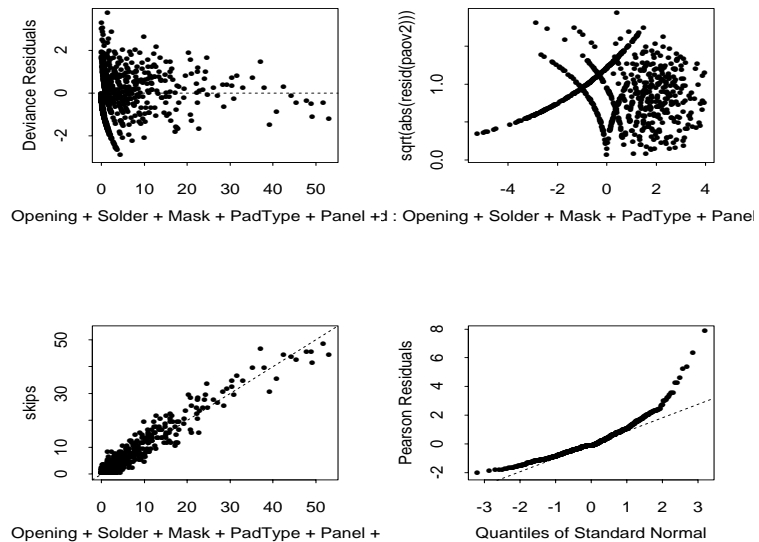 Deviance Residuals
2
0
-2
0 10 20 30 40 50
Opening + Solder + Mask + PadType + Panel +
sqrt(abs(resid(paov2)))
1.0
0.0
-4 -2 0 2 4
d : Opening + Solder + Mask + PadType + Panel
skips
50
30
10
0
0 10 20 30 40 50
Opening + Solder + Mask + PadType + Panel +
Pearson Residuals
8
6
4
2
0
-2
-3 -2 -1 0 1 2 3
Quantiles of Standard Normal